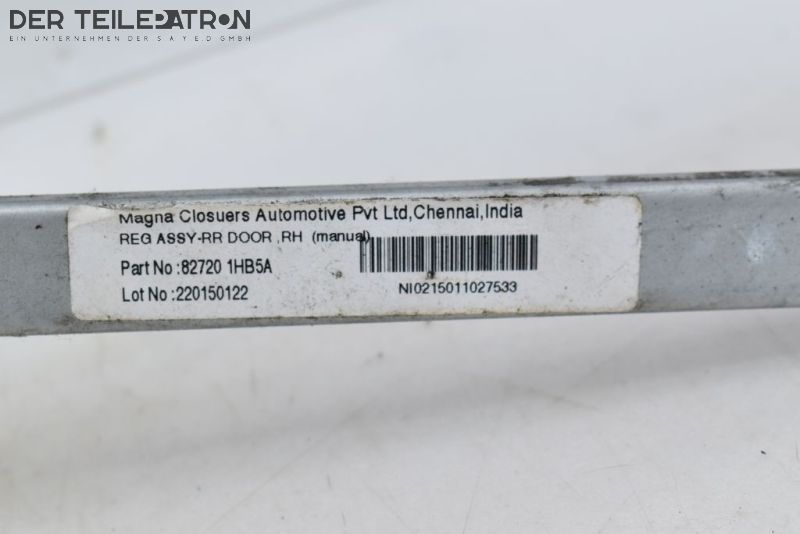 DER TEILEPATRON
EIN UNTERNEHMEN DER S A Y E.D GMBH
Magna Closuers Automotive Pvt Ltd,Chennai,India
REG ASSY-RR DOOR ,RH (manual)
Part No :82720 1HB5A
Lot No :220150122
NI0215011027533